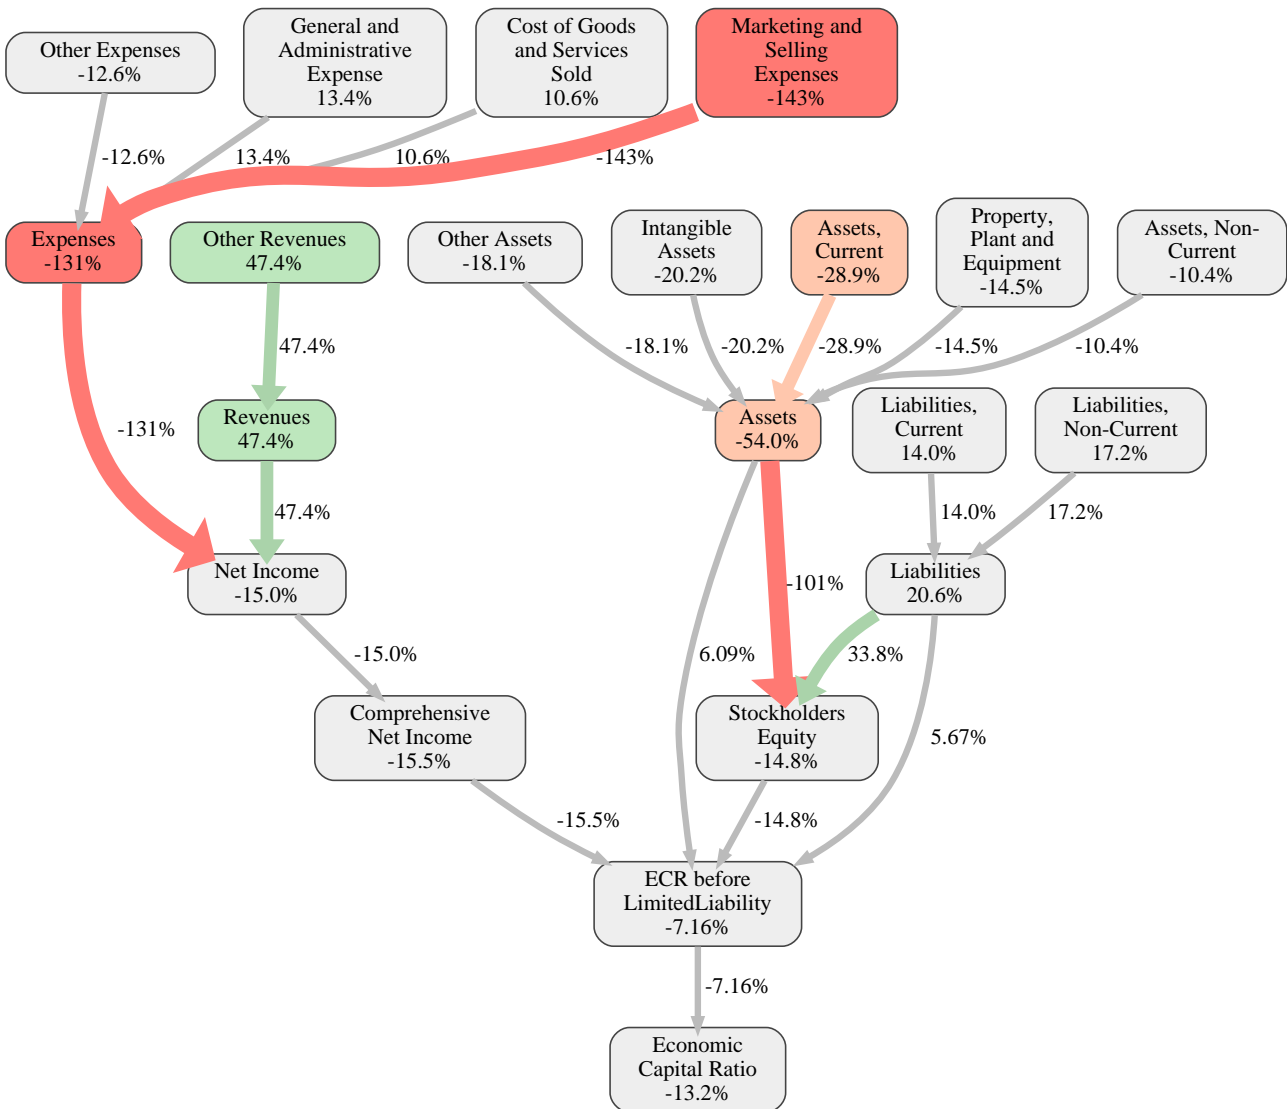 Other Expenses
-12.6%
General and
Administrative
Expense
13.4%
Cost of Goods
and Services
Sold
10.6%
Marketing and
Selling
Expenses
-143%
-12.6%
13.4%
10.6%
-143%
Expenses
-131%
Other Revenues
47.4%
Other Assets
-18.1%
Intangible
Assets
-20.2%
Assets,
Current
-28.9%
Property,
Plant and
Equipment
-14.5%
Assets, Non-
Current
-10.4%
47.4%
-18.1%
-20.2%
-28.9%
-14.5%
-10.4%
-131%
Revenues
47.4%
Assets
-54.0%
Liabilities,
Current
14.0%
Liabilities,
Non-Current
17.2%
47.4%
14.0%
17.2%
Net Income
-15.0%
-101%
Liabilities
20.6%
-15.0%
6.09%
33.8%
Comprehensive
Net Income
-15.5%
Stockholders
Equity
-14.8%
5.67%
-15.5%
-14.8%
ECR before
LimitedLiability
-7.16%
-7.16%
Economic
Capital Ratio
-13.2%